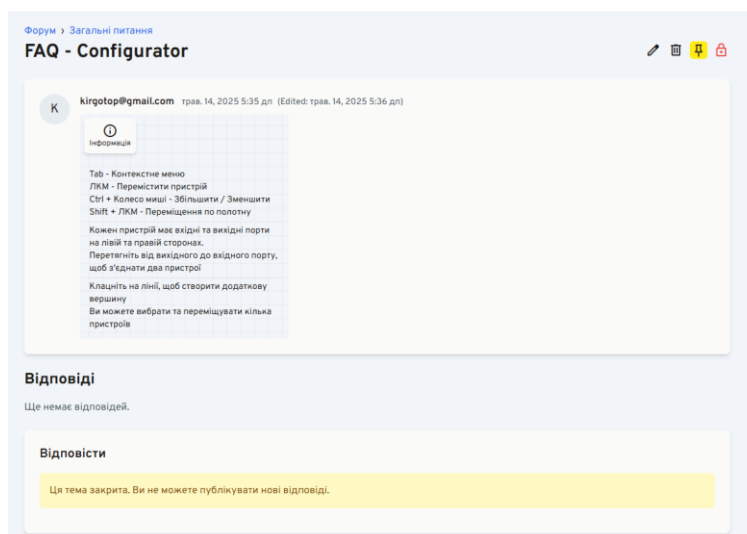 Форум › Загальні питання
FAQ - Configurator
K
kirgotop@gmail.com трав. 14, 2025 5:35 дп (Edited: трав. 14, 2025 5:36 дп)
Інформація
Tab - Контекстне меню
ЛКМ - Перемістити пристрій
Ctrl + Колесо миші - Збільшити / Зменшити
Shift + ЛКМ - Переміщення по полотну
Кожен пристрій має вхідні та вихідні порти
на лівій та правій сторонах.
Перетягніть від вихідного до вхідного порту,
щоб з'єднати два пристрої
Клацніть на лінії, щоб створити додаткову
вершину
Ви можете вибрати та переміщувати кілька
пристроїв
Відповіді
Ще немає відповідей.
Відповісти
Ця тема закрита. Ви не можете публікувати нові відповіді.